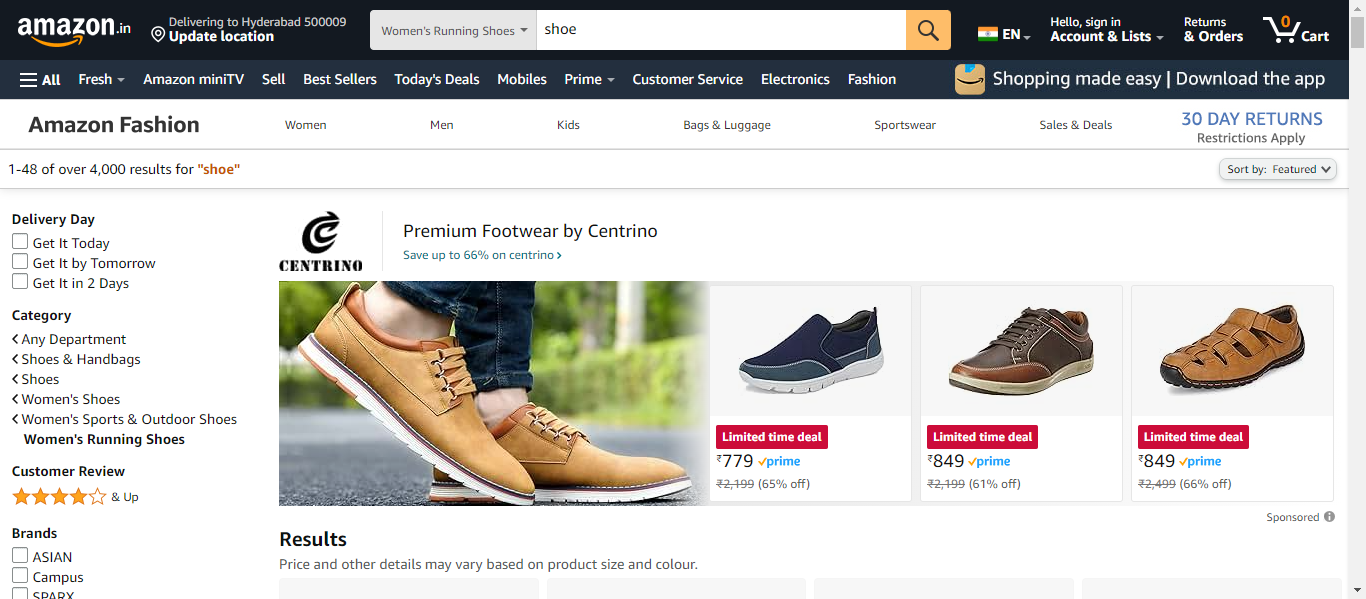 amazon.in
Delivering to Hyderabad 500009
Update location
Women's Running Shoes
shoe
EN
Hello, sign in
Account & Lists
Returns
& Orders
0
Cart
All
Fresh
Amazon miniTV
Sell
Best Sellers
Today's Deals
Mobiles
Prime
Customer Service
Electronics
Fashion
Shopping made easy | Download the app
Amazon Fashion
Women
Men
Kids
Bags & Luggage
Sportswear
Sales & Deals
30 DAY RETURNS
Restrictions Apply
1-48 of over 4,000 results for "shoe"
Sort by: Featured
Delivery Day
Get It Today
Get It by Tomorrow
Get It in 2 Days
Category
Any Department
Shoes & Handbags
Shoes
Women's Shoes
Women's Sports & Outdoor Shoes
Women's Running Shoes
Customer Review
& Up
Brands
ASIAN
Campus
SPARX
CENTRINO
Premium Footwear by Centrino
Save up to 66% on centrino
Limited time deal
₹779 prime
₹2,199 (65% off)
Limited time deal
₹849 prime
₹2,199 (61% off)
Limited time deal
₹849 prime
₹2,499 (66% off)
Sponsored
Results
Price and other details may vary based on product size and colour.